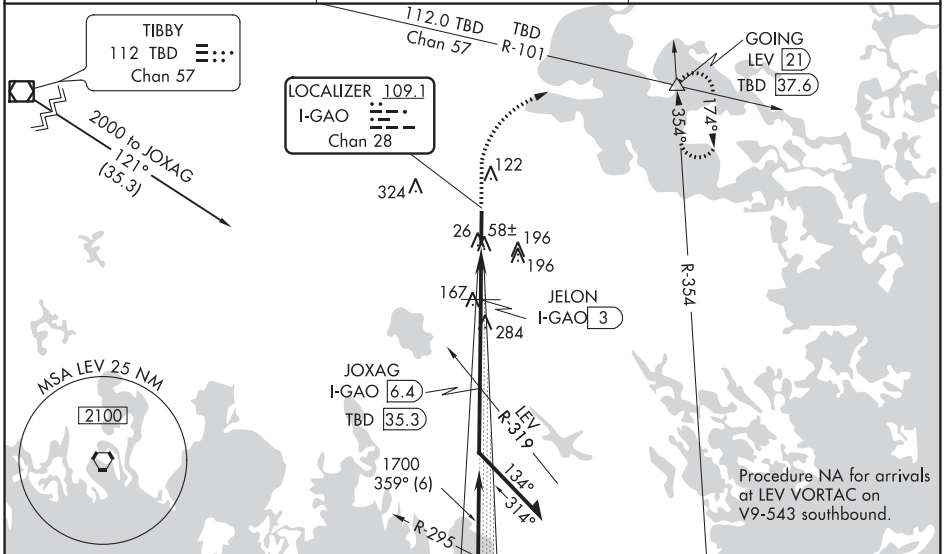 112.0 TBD
Chan 57
TBD
R-101
TIBBY
112 TBD
Chan 57
GOING
LEV 21
TBD 37.6
LOCALIZER 109.1
I-GAO
Chan 28
2000 to JOXAG
121°
(35.3)
354°
174°
122
324
26
58±
196
196
R-354
167
JELON
I-GAO 3
284
JOXAG
I-GAO 6.4
TBD 35.3
LEV
R-319
MSA LEV 25 NM
2100
1700
359° (6)
134°
314°
R-295
Procedure NA for arrivals
at LEV VORTAC on
V9-543 southbound.